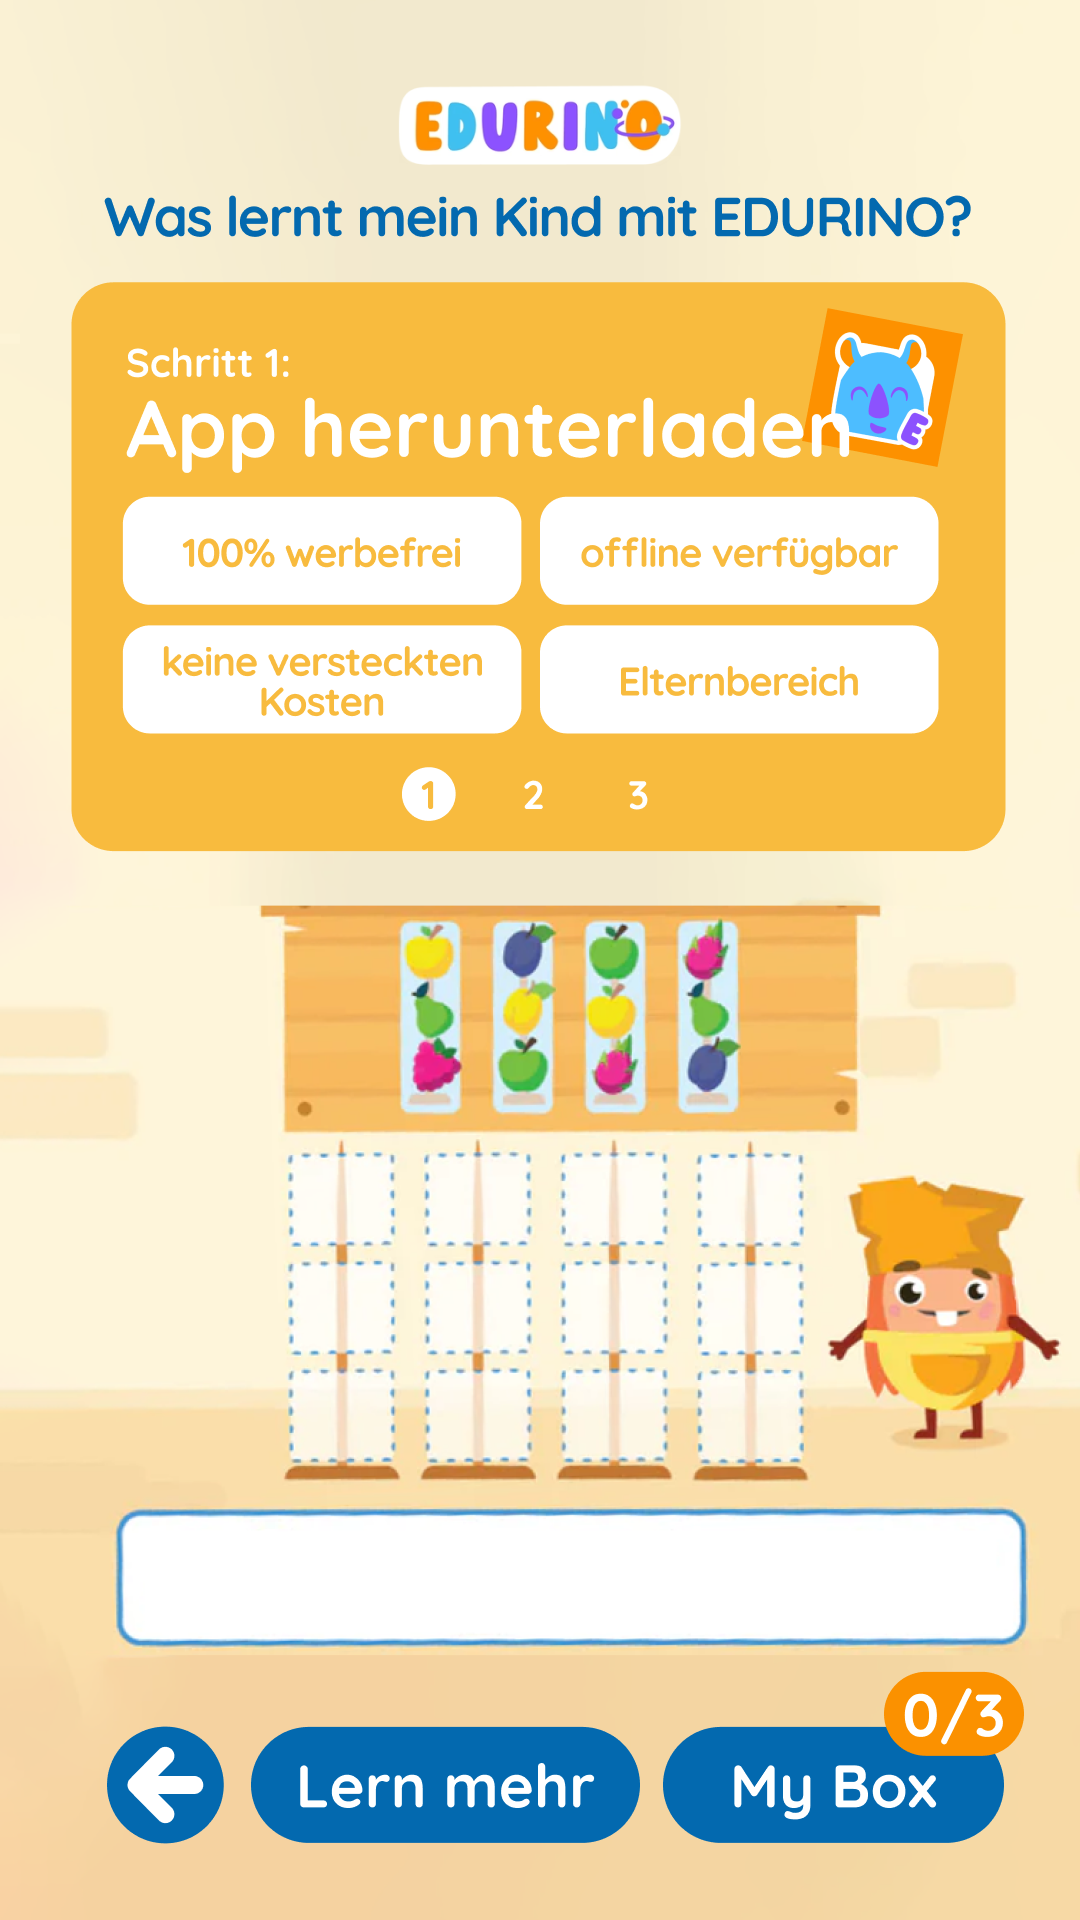 EDURINO
Was lernt mein Kind mit EDURINO?
Schritt 1:
App herunterladen
E
100% werbefrei
offline verfügbar
keine versteckten
Kosten
Elternbereich
1 2 3
0/3
Lern mehr
My Box